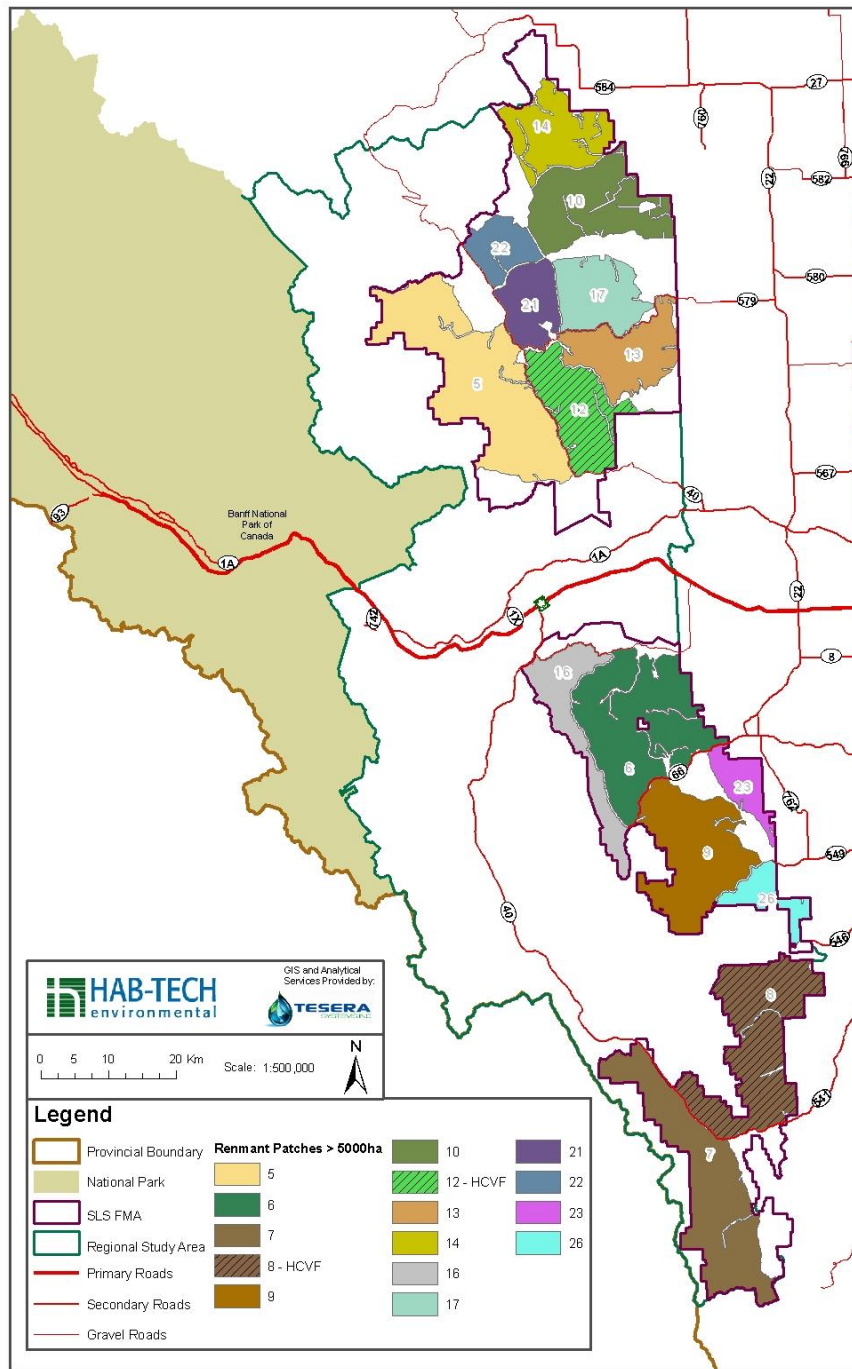 584
27
760
22
697
582
14
10
22
580
579
21
17
13
5
12
567
40
93
Banff National
Park of
Canada
1A
1A
742
1X
22
8
16
6
66
23
762
9
549
26
40
546
8
541
7
HAB-TECH
environmental
GIS and Analytical
Services Provided by:
TESERA
SYSTEMS INC.
0 5 10 20 Km
Scale: 1:500,000
N
Legend
Provincial Boundary
National Park
SLS FMA
Regional Study Area
Primary Roads
Secondary Roads
Gravel Roads
Renmant Patches > 5000ha
5
6
7
8 - HCVF
9
10
12 - HCVF
13
14
16
17
21
22
23
26